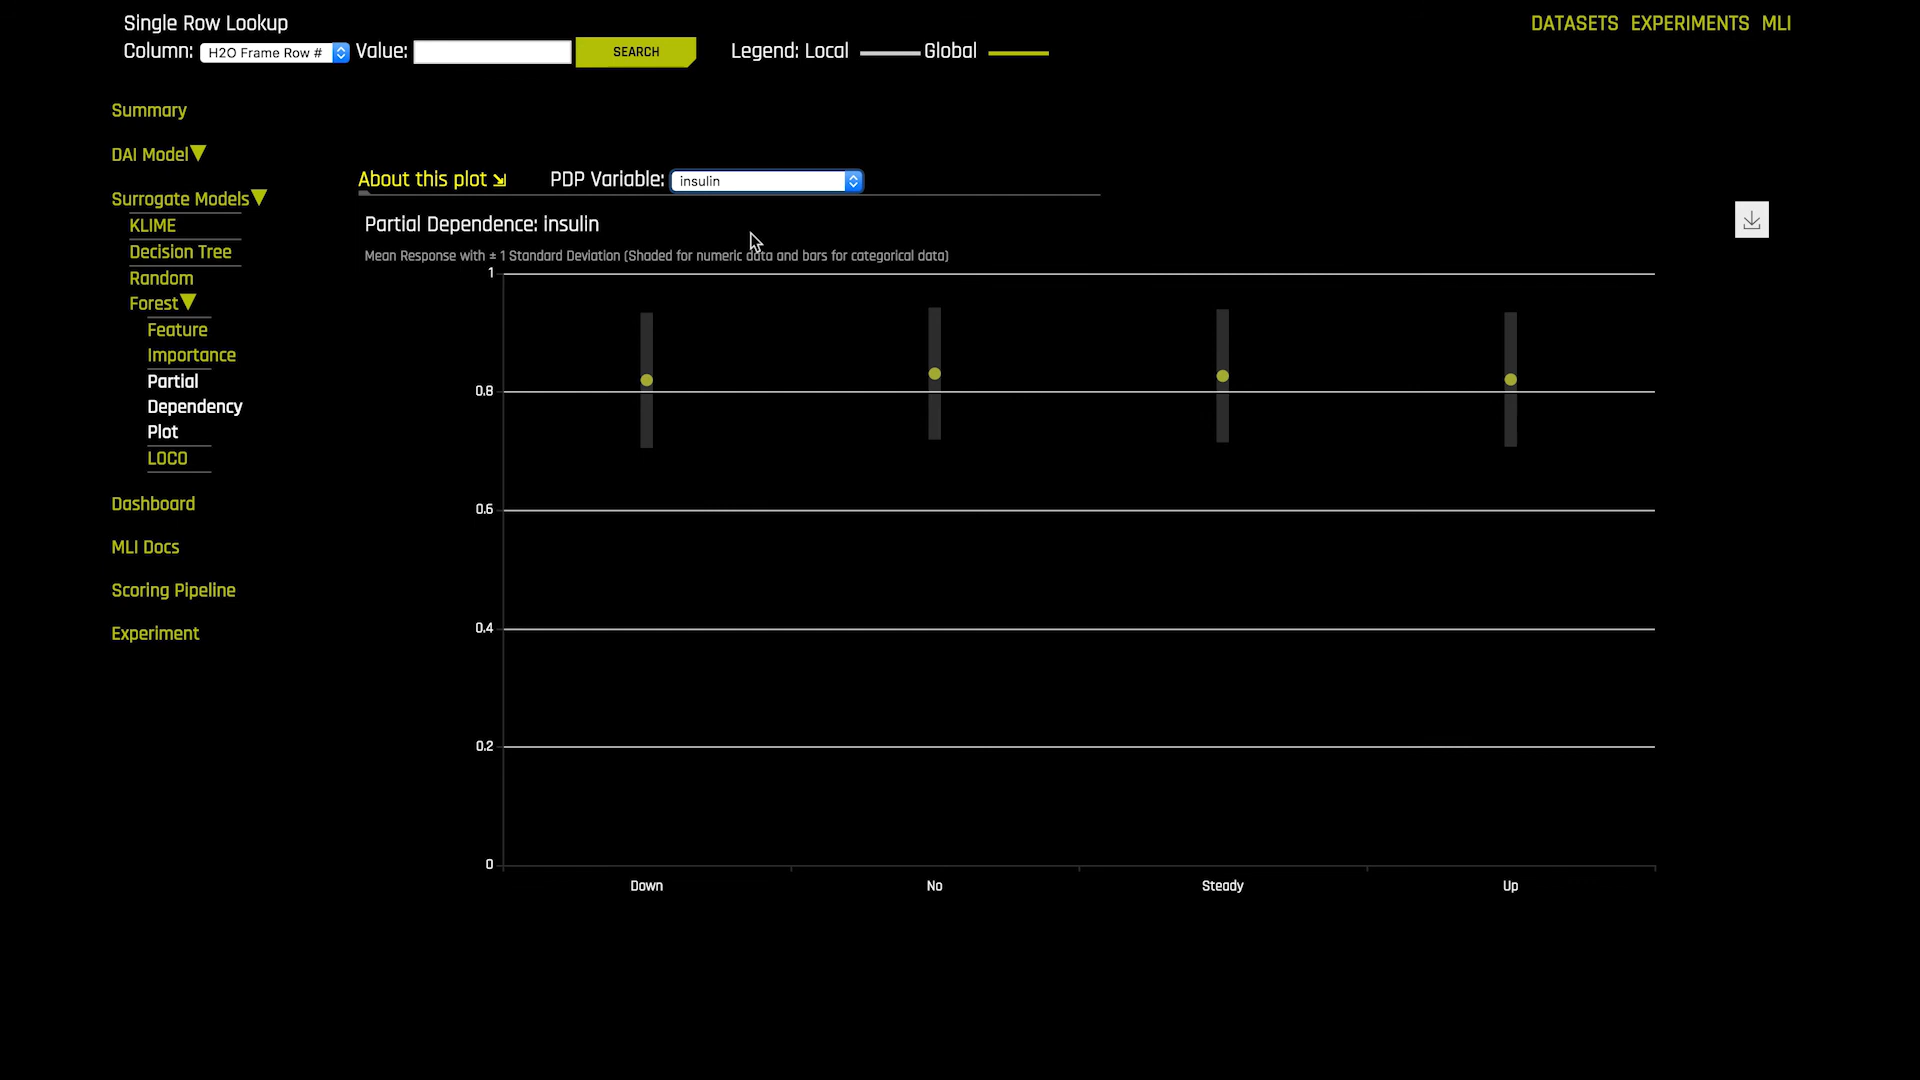 Single Row Lookup
DATASETS EXPERIMENTS MLI
Column: H2O Frame Row # Value: SEARCH Legend: Local Global
Summary
DAI Model
About this plot PDP Variable: insulin
Surrogate Models
KLIME
Decision Tree
Random
Forest
Feature
Importance
Partial
Dependency
Plot
LOCO
Dashboard
MLI Docs
Scoring Pipeline
Experiment
Partial Dependence: insulin
Mean Response with ± 1 Standard Deviation (Shaded for numeric data and bars for categorical data)
1
0.8
0.6
0.4
0.2
0
Down No Steady Up